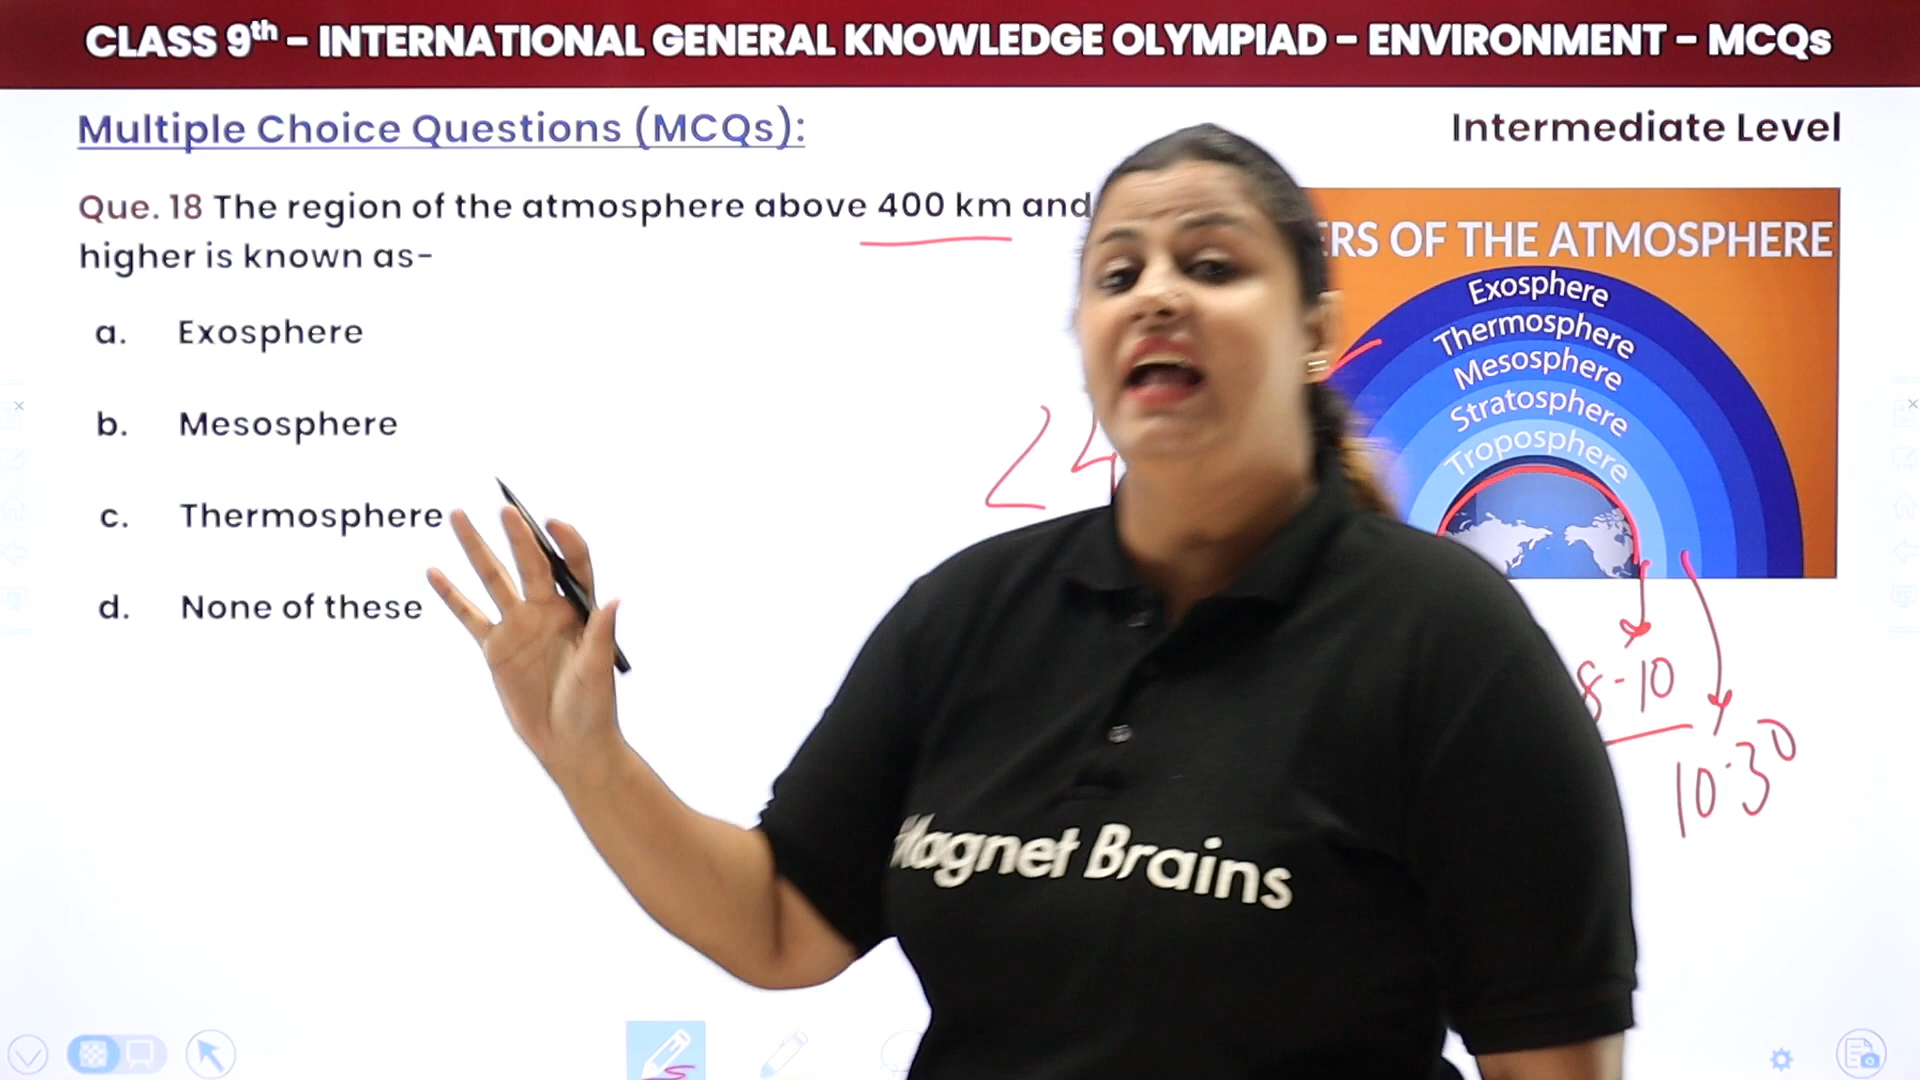 CLASS 9th - INTERNATIONAL GENERAL KNOWLEDGE OLYMPIAD - ENVIRONMENT - MCQs
Multiple Choice Questions (MCQs):
Intermediate Level
Que. 18 The region of the atmosphere above 400 km and
higher is known as-
a. Exosphere
b. Mesosphere
c. Thermosphere
d. None of these
ERS OF THE ATMOSPHERE
Exosphere
Thermosphere
Mesosphere
Stratosphere
Troposphere
8-10
10·30
Magnet Brains